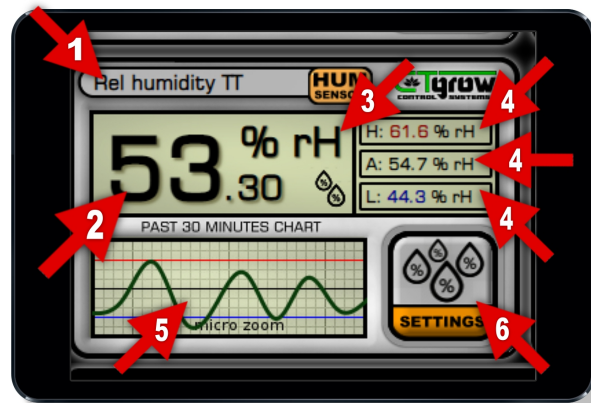 1
Rel humidity TT
HUM
SENSOR
GTgrow
CONTROL SYSTEMS
3
4
53.30 % rH
%
%
H: 61.6 % rH
A: 54.7 % rH
4
L: 44.3 % rH
4
2
PAST 30 MINUTES CHART
micro zoom
5
%
%
%
%
SETTINGS
6